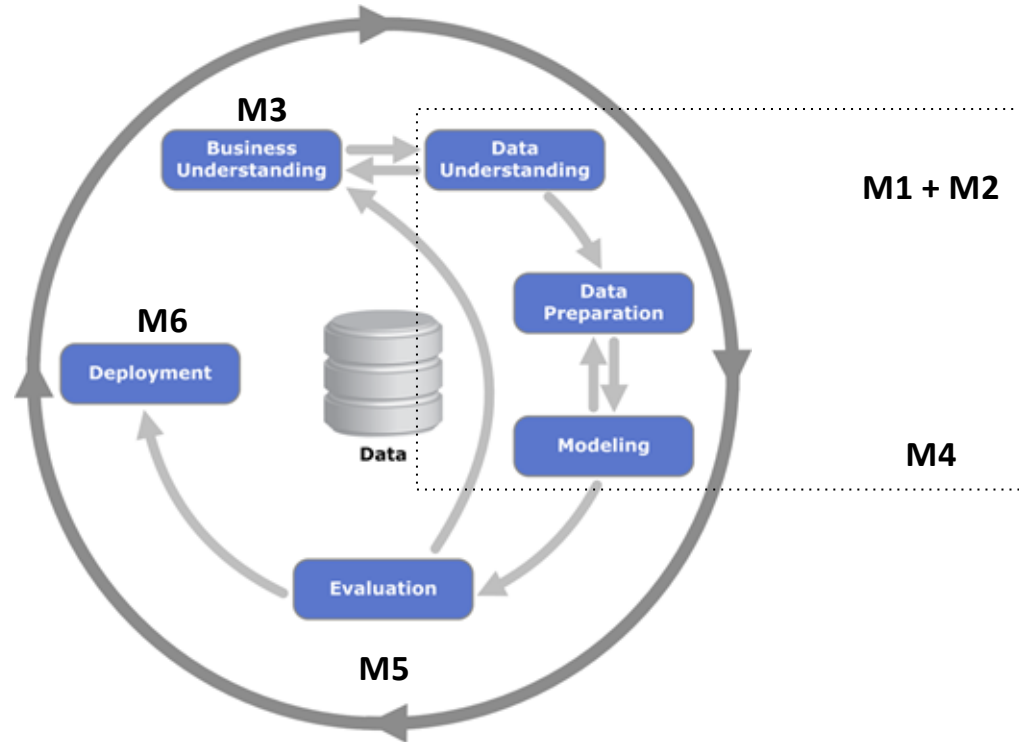 M3
Business
Understanding
Data
Understanding
M1 + M2
Data
Preparation
M6
Deployment
Data
Modeling
M4
Evaluation
M5